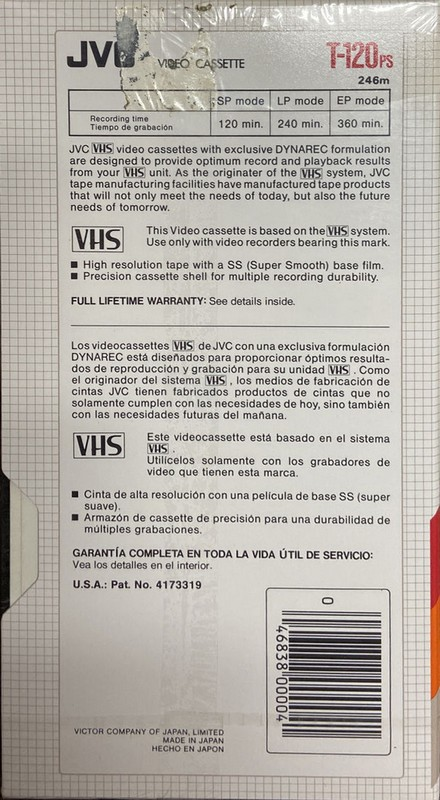 JVC VIDEO CASSETTE T-120PS
246m
SP mode LP mode EP mode
Recording time
Tiempo de grabación 120 min. 240 min. 360 min.
JVC VHS video cassettes with exclusive DYNAREC formulation
are designed to provide optimum record and playback results
from your VHS unit. As the originater of the VHS system, JVC
tape manufacturing facilities have manufactured tape products
that will not only meet the needs of today, but also the future
needs of tomorrow.
VHS
This Video cassette is based on the VHS system.
Use only with video recorders bearing this mark.
■ High resolution tape with a SS (Super Smooth) base film.
■ Precision cassette shell for multiple recording durability.
FULL LIFETIME WARRANTY: See details inside.
Los videocassettes VHS de JVC con una exclusiva formulación
DYNAREC está diseñados para proporcionar óptimos resulta-
dos de reproducción y grabación para su unidad VHS . Como
el originador del sistema VHS , los medios de fabricación de
cintas JVC tienen fabricados productos de cintas que no
solamente cumplen con las necesidades de hoy, sino también
con las necesidades futuras del mañana.
VHS
Este videocassette está basado en el sistema
VHS .
Utilícelos solamente con los grabadores de
video que tienen esta marca.
■ Cinta de alta resolución con una película de base SS (super
suave).
■ Armazón de cassette de precisión para una durabilidad de
múltiples grabaciones.
GARANTÍA COMPLETA EN TODA LA VIDA ÚTIL DE SERVICIO:
Vea los detalles en el interior.
U.S.A.: Pat. No. 4173319
0
46838 00004
VICTOR COMPANY OF JAPAN, LIMITED
MADE IN JAPAN
HECHO EN JAPON